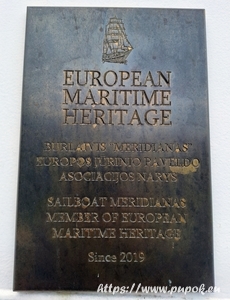 EUROPEAN
MARITIME
HERITAGE
BURLAIVIS "MERIDIANAS"
EUROPOS JŪRINIO PAVELDO
ASOCIACIJOS NARYS
SAILBOAT MERIDIANAS
MEMBER OF EUROPEAN
MARITIME HERITAGE
Since 2019
https://www.pupok.eu